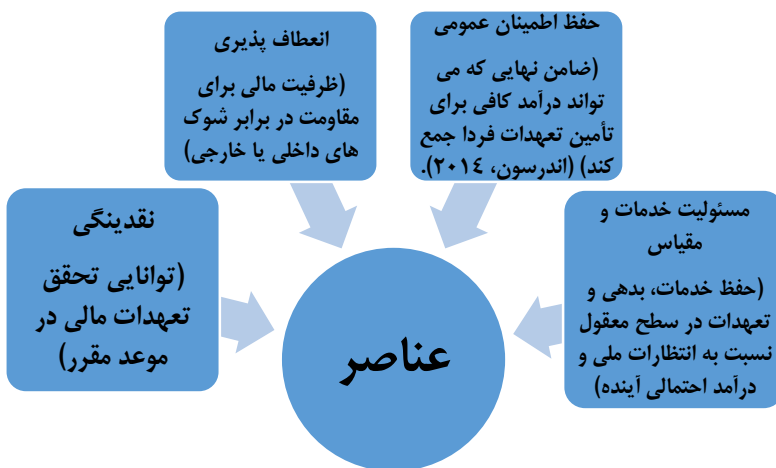 حفظ اطمینان عمومی
(ضامن نهایی که می
تواند درآمد کافی برای
تأمین تعهدات فردا جمع
کند) (اندرسون، ٢٠١٤).
انعطاف پذیری
(ظرفیت مالی برای
مقاومت در برابر شوک
های داخلی یا خارجی)
مسئولیت خدمات و
مقیاس
(حفظ خدمات، بدهی و
تعهدات در سطح معقول
نسبت به انتظارات ملی و
درآمد احتمالی آینده)
نقدینگی
(توانایی تحقق
تعهدات مالی در
موعد مقرر)
عناصر